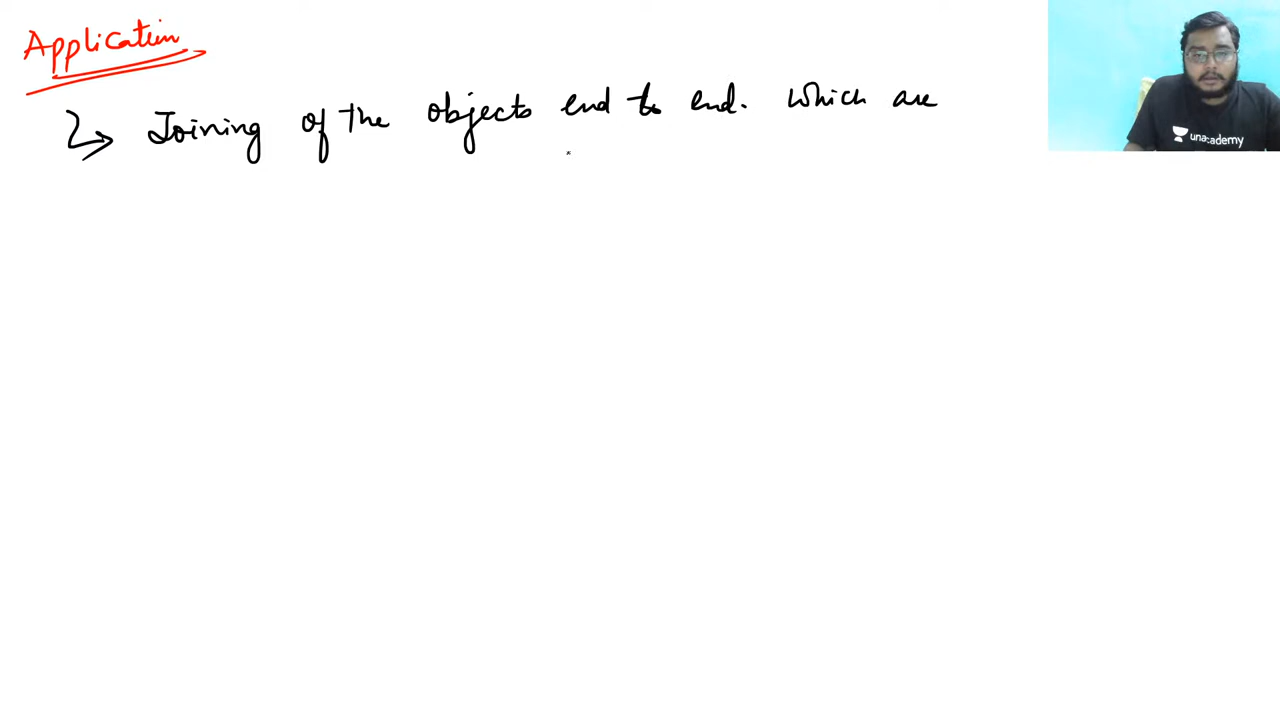 Application
↳ Joining of the objects end to end. which are
unacademy